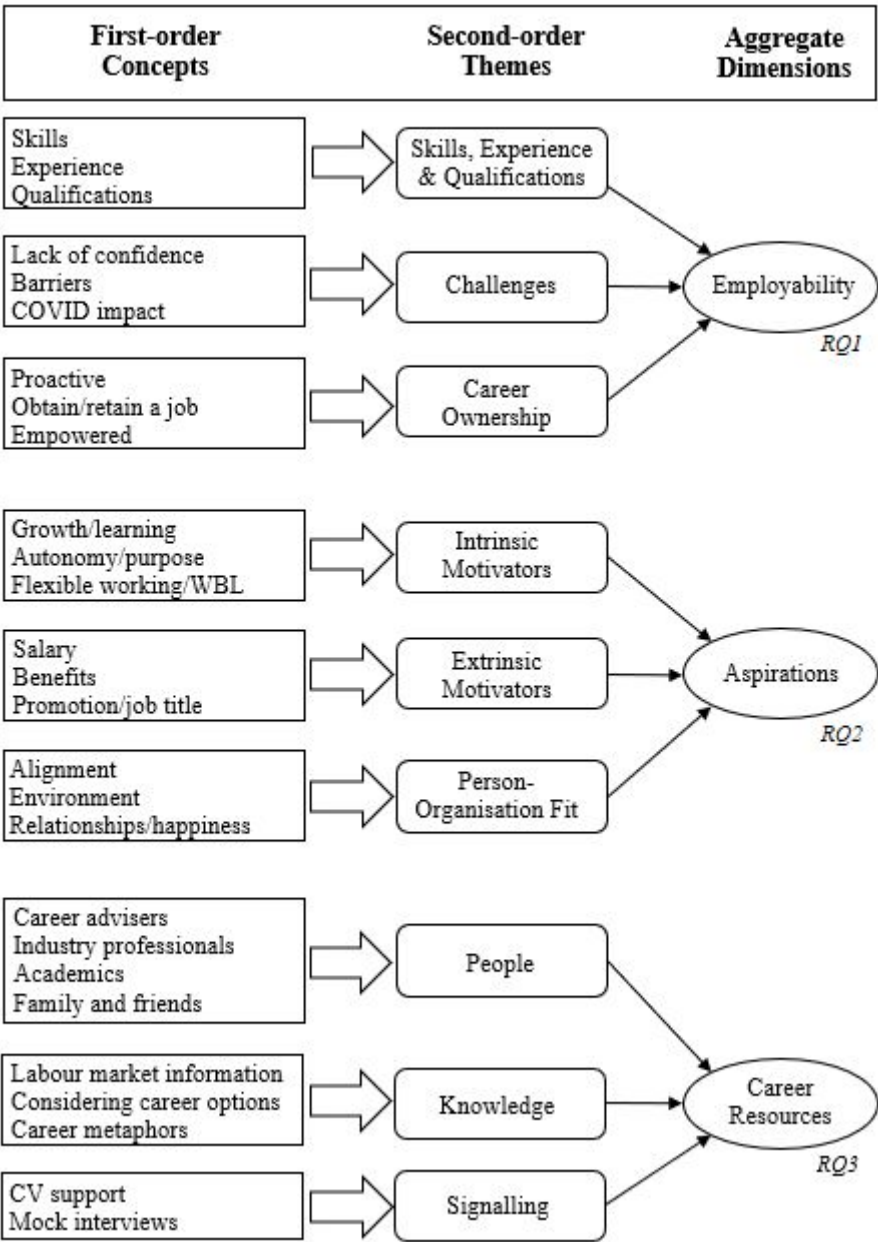 First-order
Concepts
Second-order
Themes
Aggregate
Dimensions
Skills
Experience
Qualifications
Skills, Experience
& Qualifications
Lack of confidence
Barriers
COVID impact
Challenges
Employability
RQ1
Proactive
Obtain/retain a job
Empowered
Career
Ownership
Growth/learning
Autonomy/purpose
Flexible working/WBL
Intrinsic
Motivators
Salary
Benefits
Promotion/job title
Extrinsic
Motivators
Aspirations
RQ2
Alignment
Environment
Relationships/happiness
Person-
Organisation Fit
Career advisers
Industry professionals
Academics
Family and friends
People
Labour market information
Considering career options
Career metaphors
Knowledge
Career
Resources
RQ3
CV support
Mock interviews
Signalling